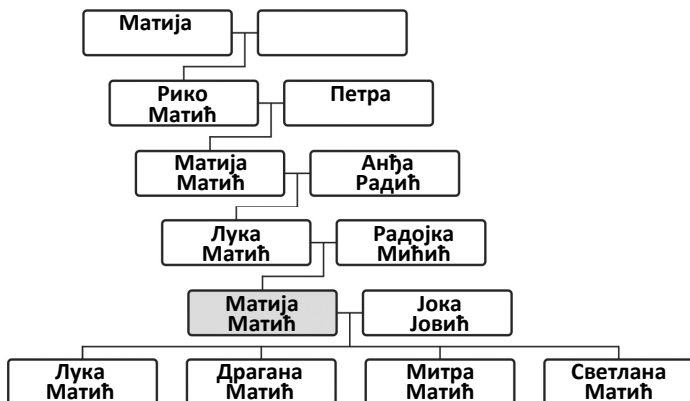 Матија
Рико
Матић
Петра
Матија
Матић
Анђа
Радић
Лука
Матић
Радојка
Мићић
Матија
Матић
Јока
Јовић
Лука
Матић
Драгана
Матић
Митра
Матић
Светлана
Матић